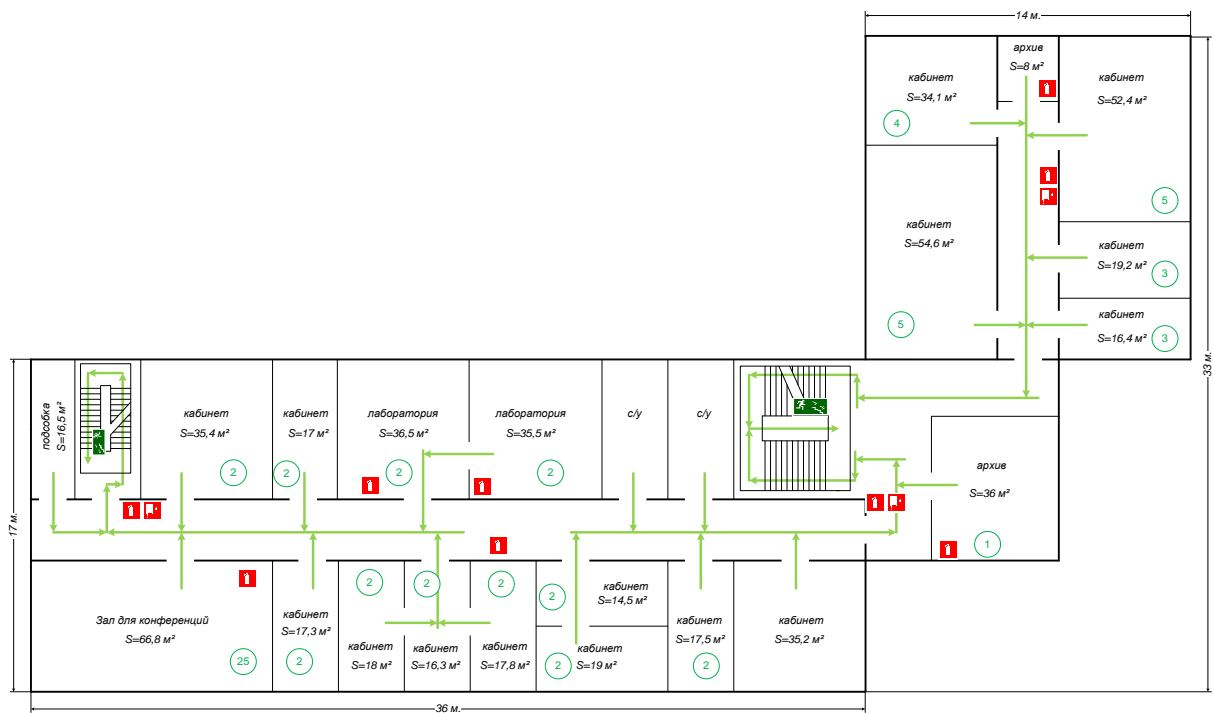 14 м.
архив
S=8 м²
кабинет
S=34,1 м²
кабинет
S=52,4 м²
4
5
кабинет
S=54,6 м²
кабинет
S=19,2 м²
3
кабинет
S=16,4 м²
5
3
33 м.
17 м.
подсобка
S=16,5 м²
кабинет
S=35,4 м²
2
кабинет
S=17 м²
2
лаборатория
S=36,5 м²
2
лаборатория
S=35,5 м²
2
с/у
с/у
архив
S=36 м²
1
Зал для конференций
S=66,8 м²
25
кабинет
S=17,3 м²
2
2
кабинет
S=18 м²
2
кабинет
S=16,3 м²
2
кабинет
S=17,8 м²
2
кабинет
S=14,5 м²
кабинет
S=19 м²
2
кабинет
S=17,5 м²
2
кабинет
S=35,2 м²
36 м.